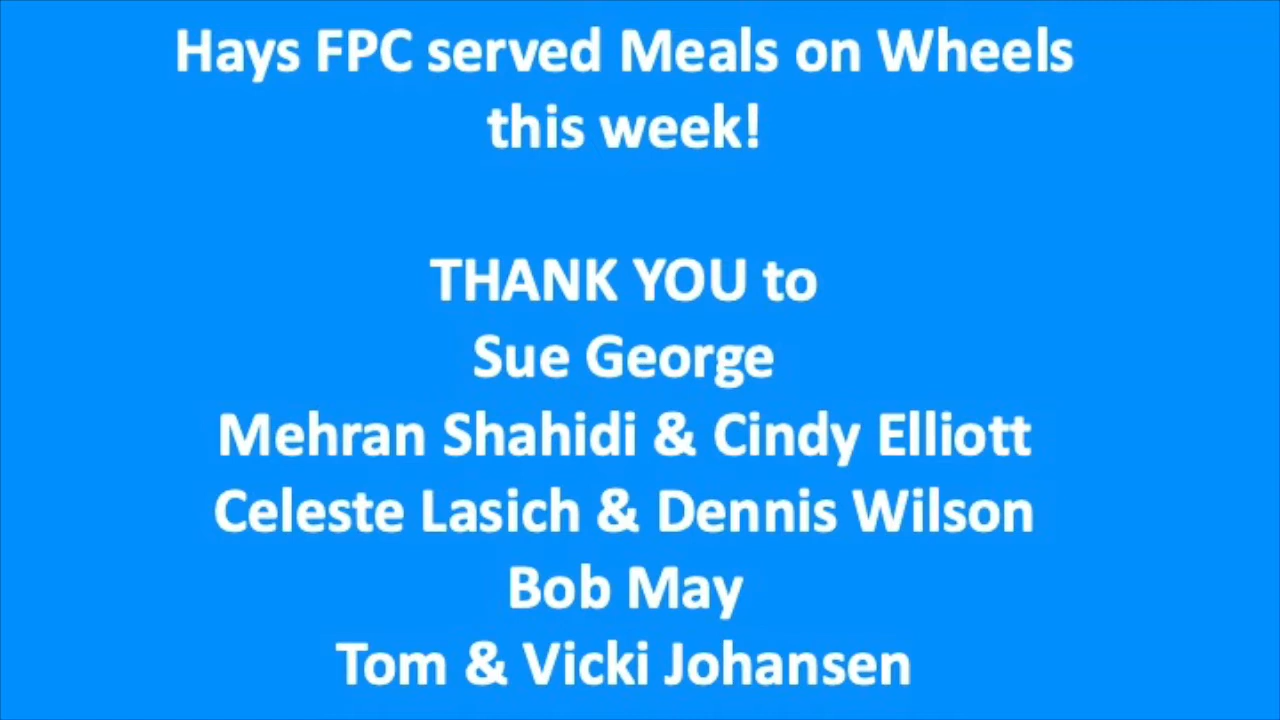 Hays FPC served Meals on Wheels
this week!
THANK YOU to
Sue George
Mehran Shahidi & Cindy Elliott
Celeste Lasich & Dennis Wilson
Bob May
Tom & Vicki Johansen